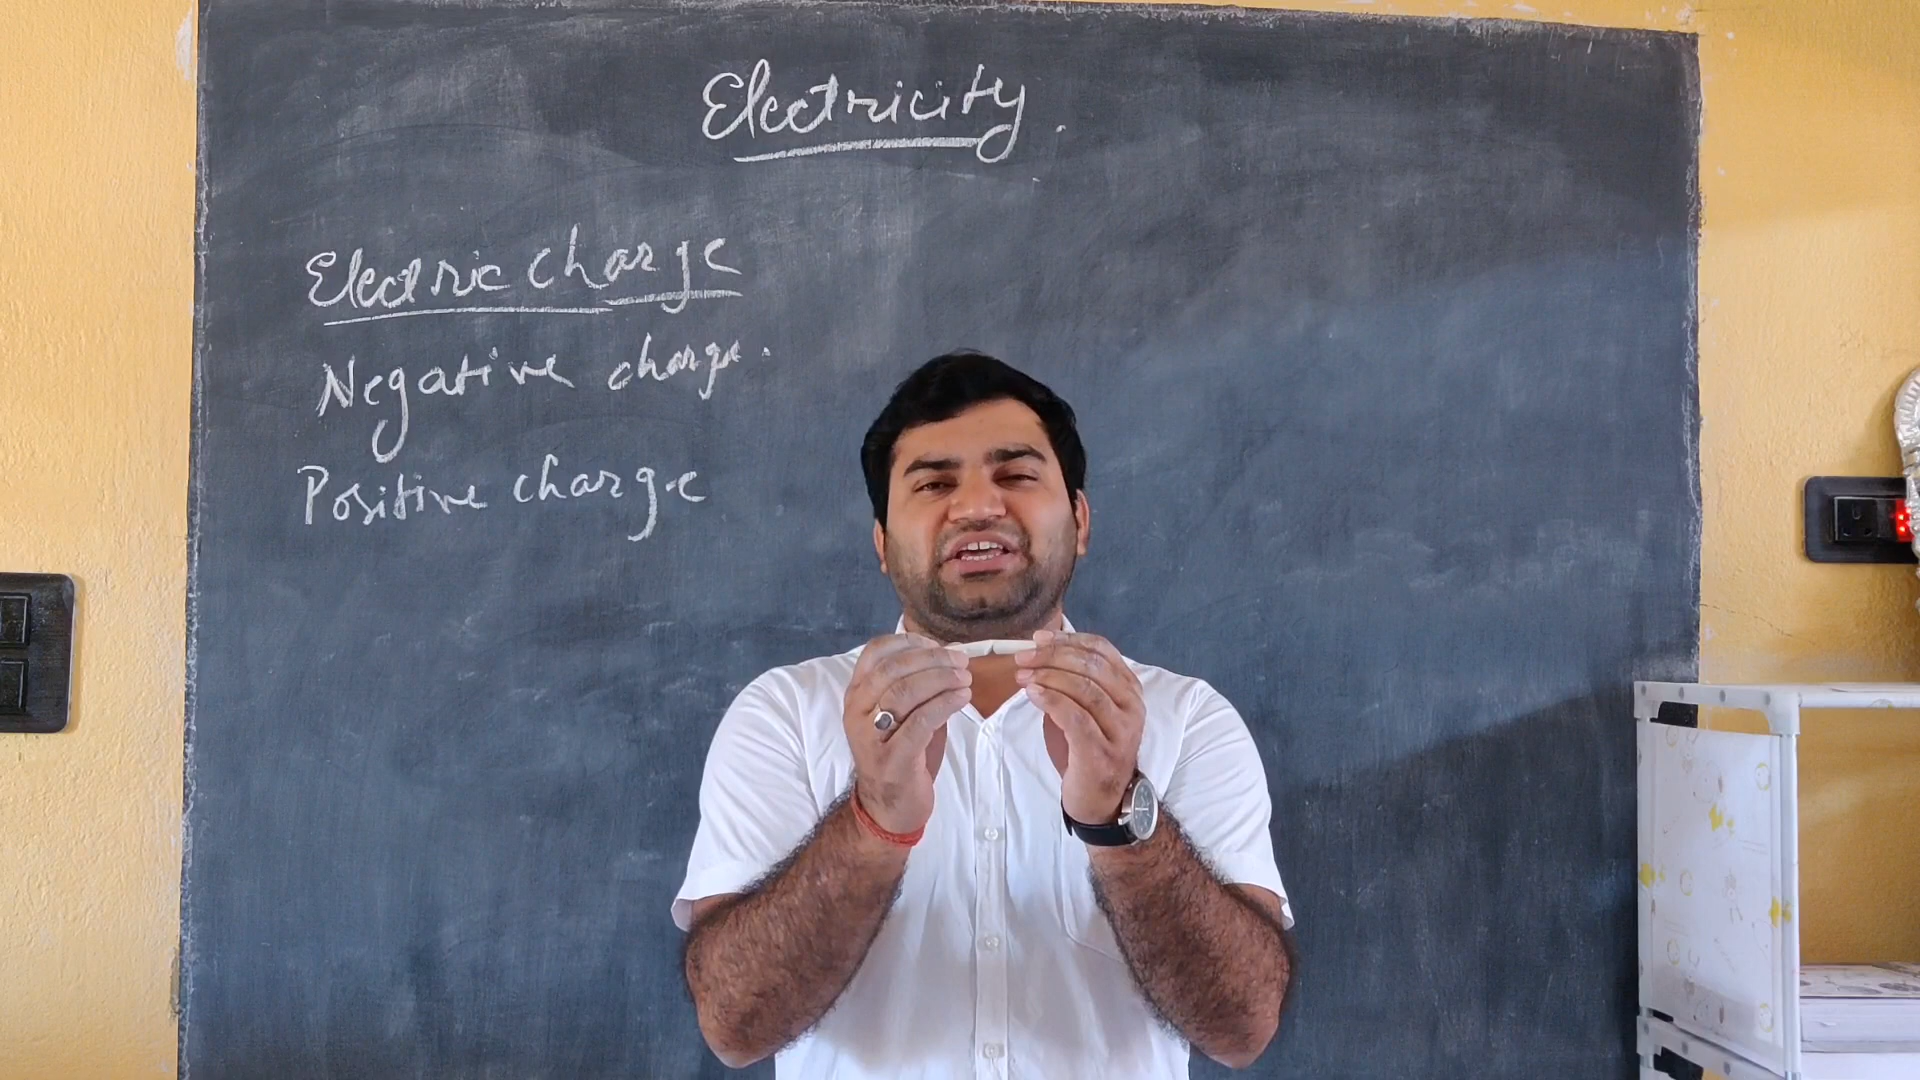 Electricity.
Electric charge
Negative charge.
Positive charge